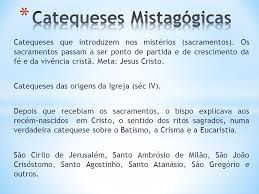 * Catequeses Mistagógicas
Catequeses que introduzem nos mistérios (sacramentos). Os
sacramentos passam a ser ponto de partida e de crescimento da
fé e da vivência cristã. Meta: Jesus Cristo.
Catequeses das origens da Igreja (séc IV).
Depois que recebiam os sacramentos, o bispo explicava aos
recém-nascidos em Cristo, o sentido dos ritos sagrados, numa
verdadeira catequese sobre o Batismo, a Crisma e a Eucaristia.
São Cirilo de Jerusalém, Santo Ambrósio de Milão, São João
Crisóstomo, Santo Agostinho, Santo Atanásio, São Gregório e
outros.